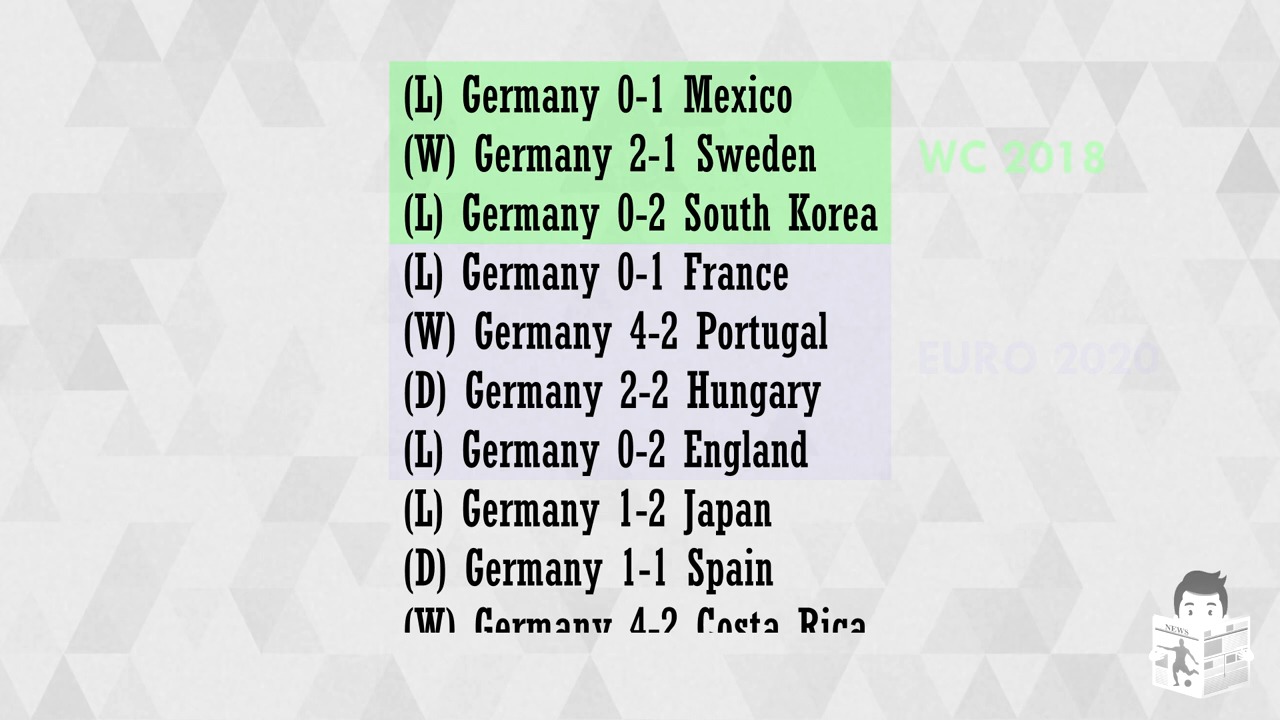 (L) Germany 0-1 Mexico
(W) Germany 2-1 Sweden
WC 2018
(L) Germany 0-2 South Korea
(L) Germany 0-1 France
(W) Germany 4-2 Portugal
EURO 2020
(D) Germany 2-2 Hungary
(L) Germany 0-2 England
(L) Germany 1-2 Japan
(D) Germany 1-1 Spain
(W) Germany 4-2 Costa Rica
NEWS